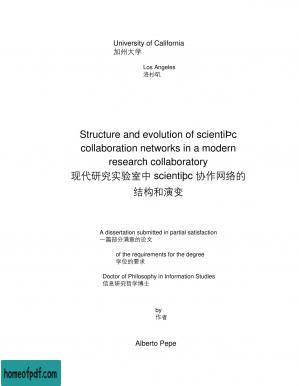 University of California
加州大学
Los Angeles
洛杉矶
Structure and evolution of scientiÞc
collaboration networks in a modern
research collaboratory
现代研究实验室中 scientiþc 协作网络的
结构和演变
A dissertation submitted in partial satisfaction
一篇部分满意的论文
of the requirements for the degree
学位的要求
Doctor of Philosophy in Information Studies
信息研究哲学博士
by
作者
Alberto Pepe
homeofpdf.com